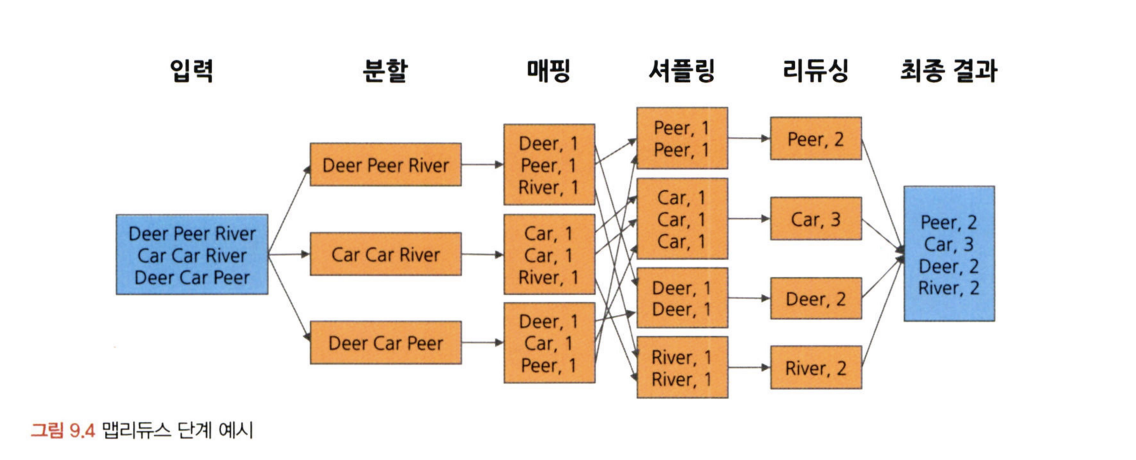 입력 분할 매핑 셔플링 리듀싱 최종 결과
Deer Peer River
Car Car River
Deer Car Peer
Deer Peer River
Car Car River
Deer Car Peer
Deer, 1
Peer, 1
River, 1
Car, 1
Car, 1
River, 1
Deer, 1
Car, 1
Peer, 1
Peer, 1
Peer, 1
Car, 1
Car, 1
Car, 1
Deer, 1
Deer, 1
River, 1
River, 1
Peer, 2
Car, 3
Deer, 2
River, 2
Peer, 2
Car, 3
Deer, 2
River, 2
그림 9.4 맵리듀스 단계 예시